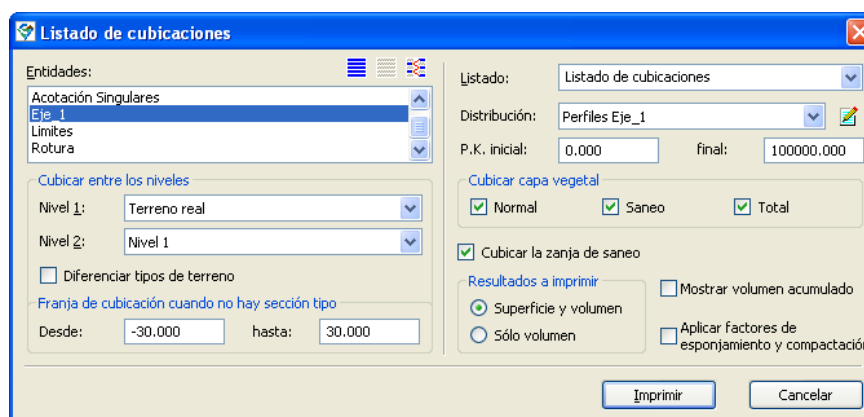 Listado de cubicaciones
Entidades:
Acotación Singulares
Eje_1
Limites
Rotura
Cubicar entre los niveles
Nivel 1: Terreno real
Nivel 2: Nivel 1
Diferenciar tipos de terreno
Franja de cubicación cuando no hay sección tipo
Desde: -30.000 hasta: 30.000
Listado: Listado de cubicaciones
Distribución: Perfiles Eje_1
P.K. inicial: 0.000 final: 100000.000
Cubicar capa vegetal
Normal Saneo Total
Cubicar la zanja de saneo
Resultados a imprimir
Superficie y volumen
Sólo volumen
Mostrar volumen acumulado
Aplicar factores de
esponjamiento y compactación
Imprimir Cancelar